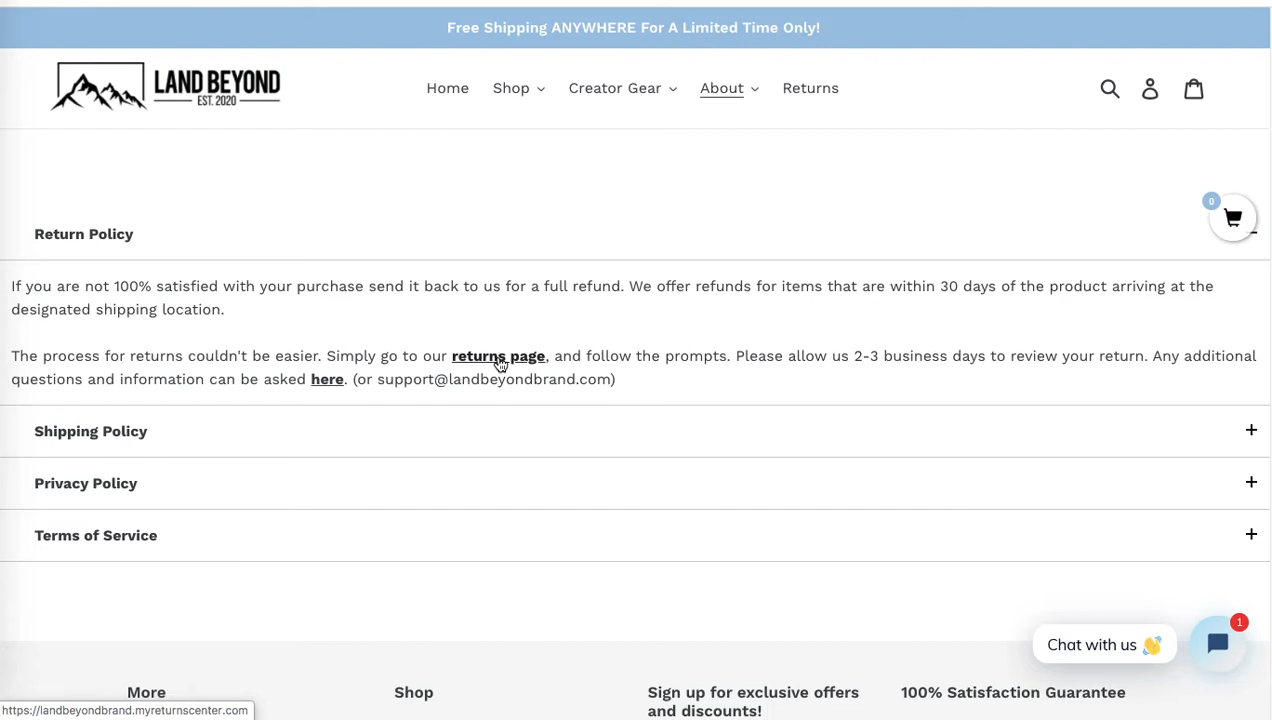 Free Shipping ANYWHERE For A Limited Time Only!
LAND BEYOND
EST. 2020
Home Shop Creator Gear About Returns
0
Return Policy
If you are not 100% satisfied with your purchase send it back to us for a full refund. We offer refunds for items that are within 30 days of the product arriving at the
designated shipping location.
The process for returns couldn't be easier. Simply go to our returns page, and follow the prompts. Please allow us 2-3 business days to review your return. Any additional
questions and information can be asked here. (or support@landbeyondbrand.com)
Shipping Policy
Privacy Policy
Terms of Service
1
Chat with us 👋
More
Shop
Sign up for exclusive offers
and discounts!
100% Satisfaction Guarantee
https://landbeyondbrand.myreturnscenter.com